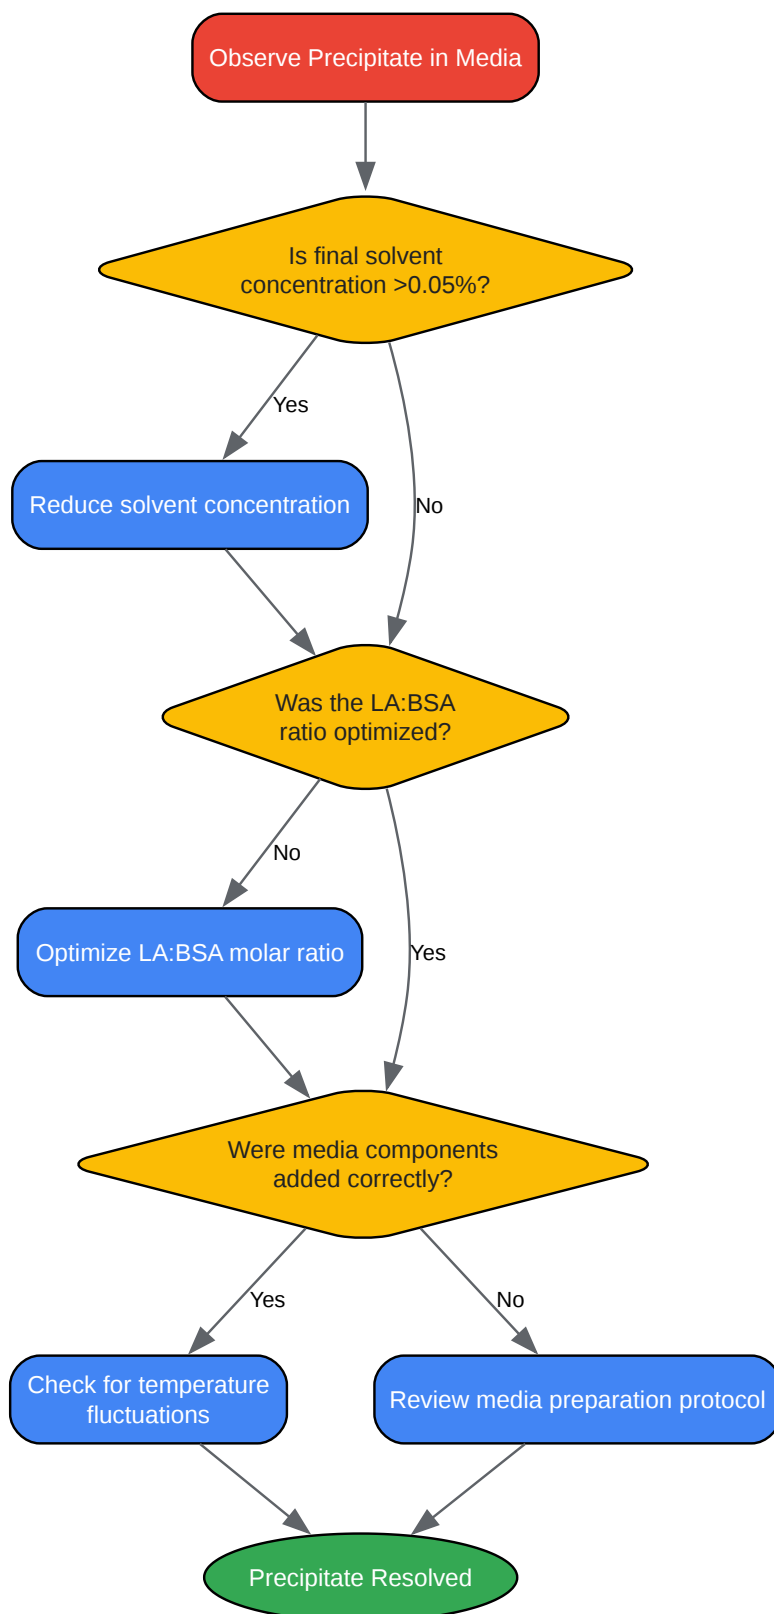 Observe Precipitate in Media
Is final solvent
concentration >0.05%?
Yes
Reduce solvent concentration
No
Was the LA:BSA
ratio optimized?
No
Optimize LA:BSA molar ratio
Yes
Were media components
added correctly?
Yes
No
Check for temperature
fluctuations
Review media preparation protocol
Precipitate Resolved